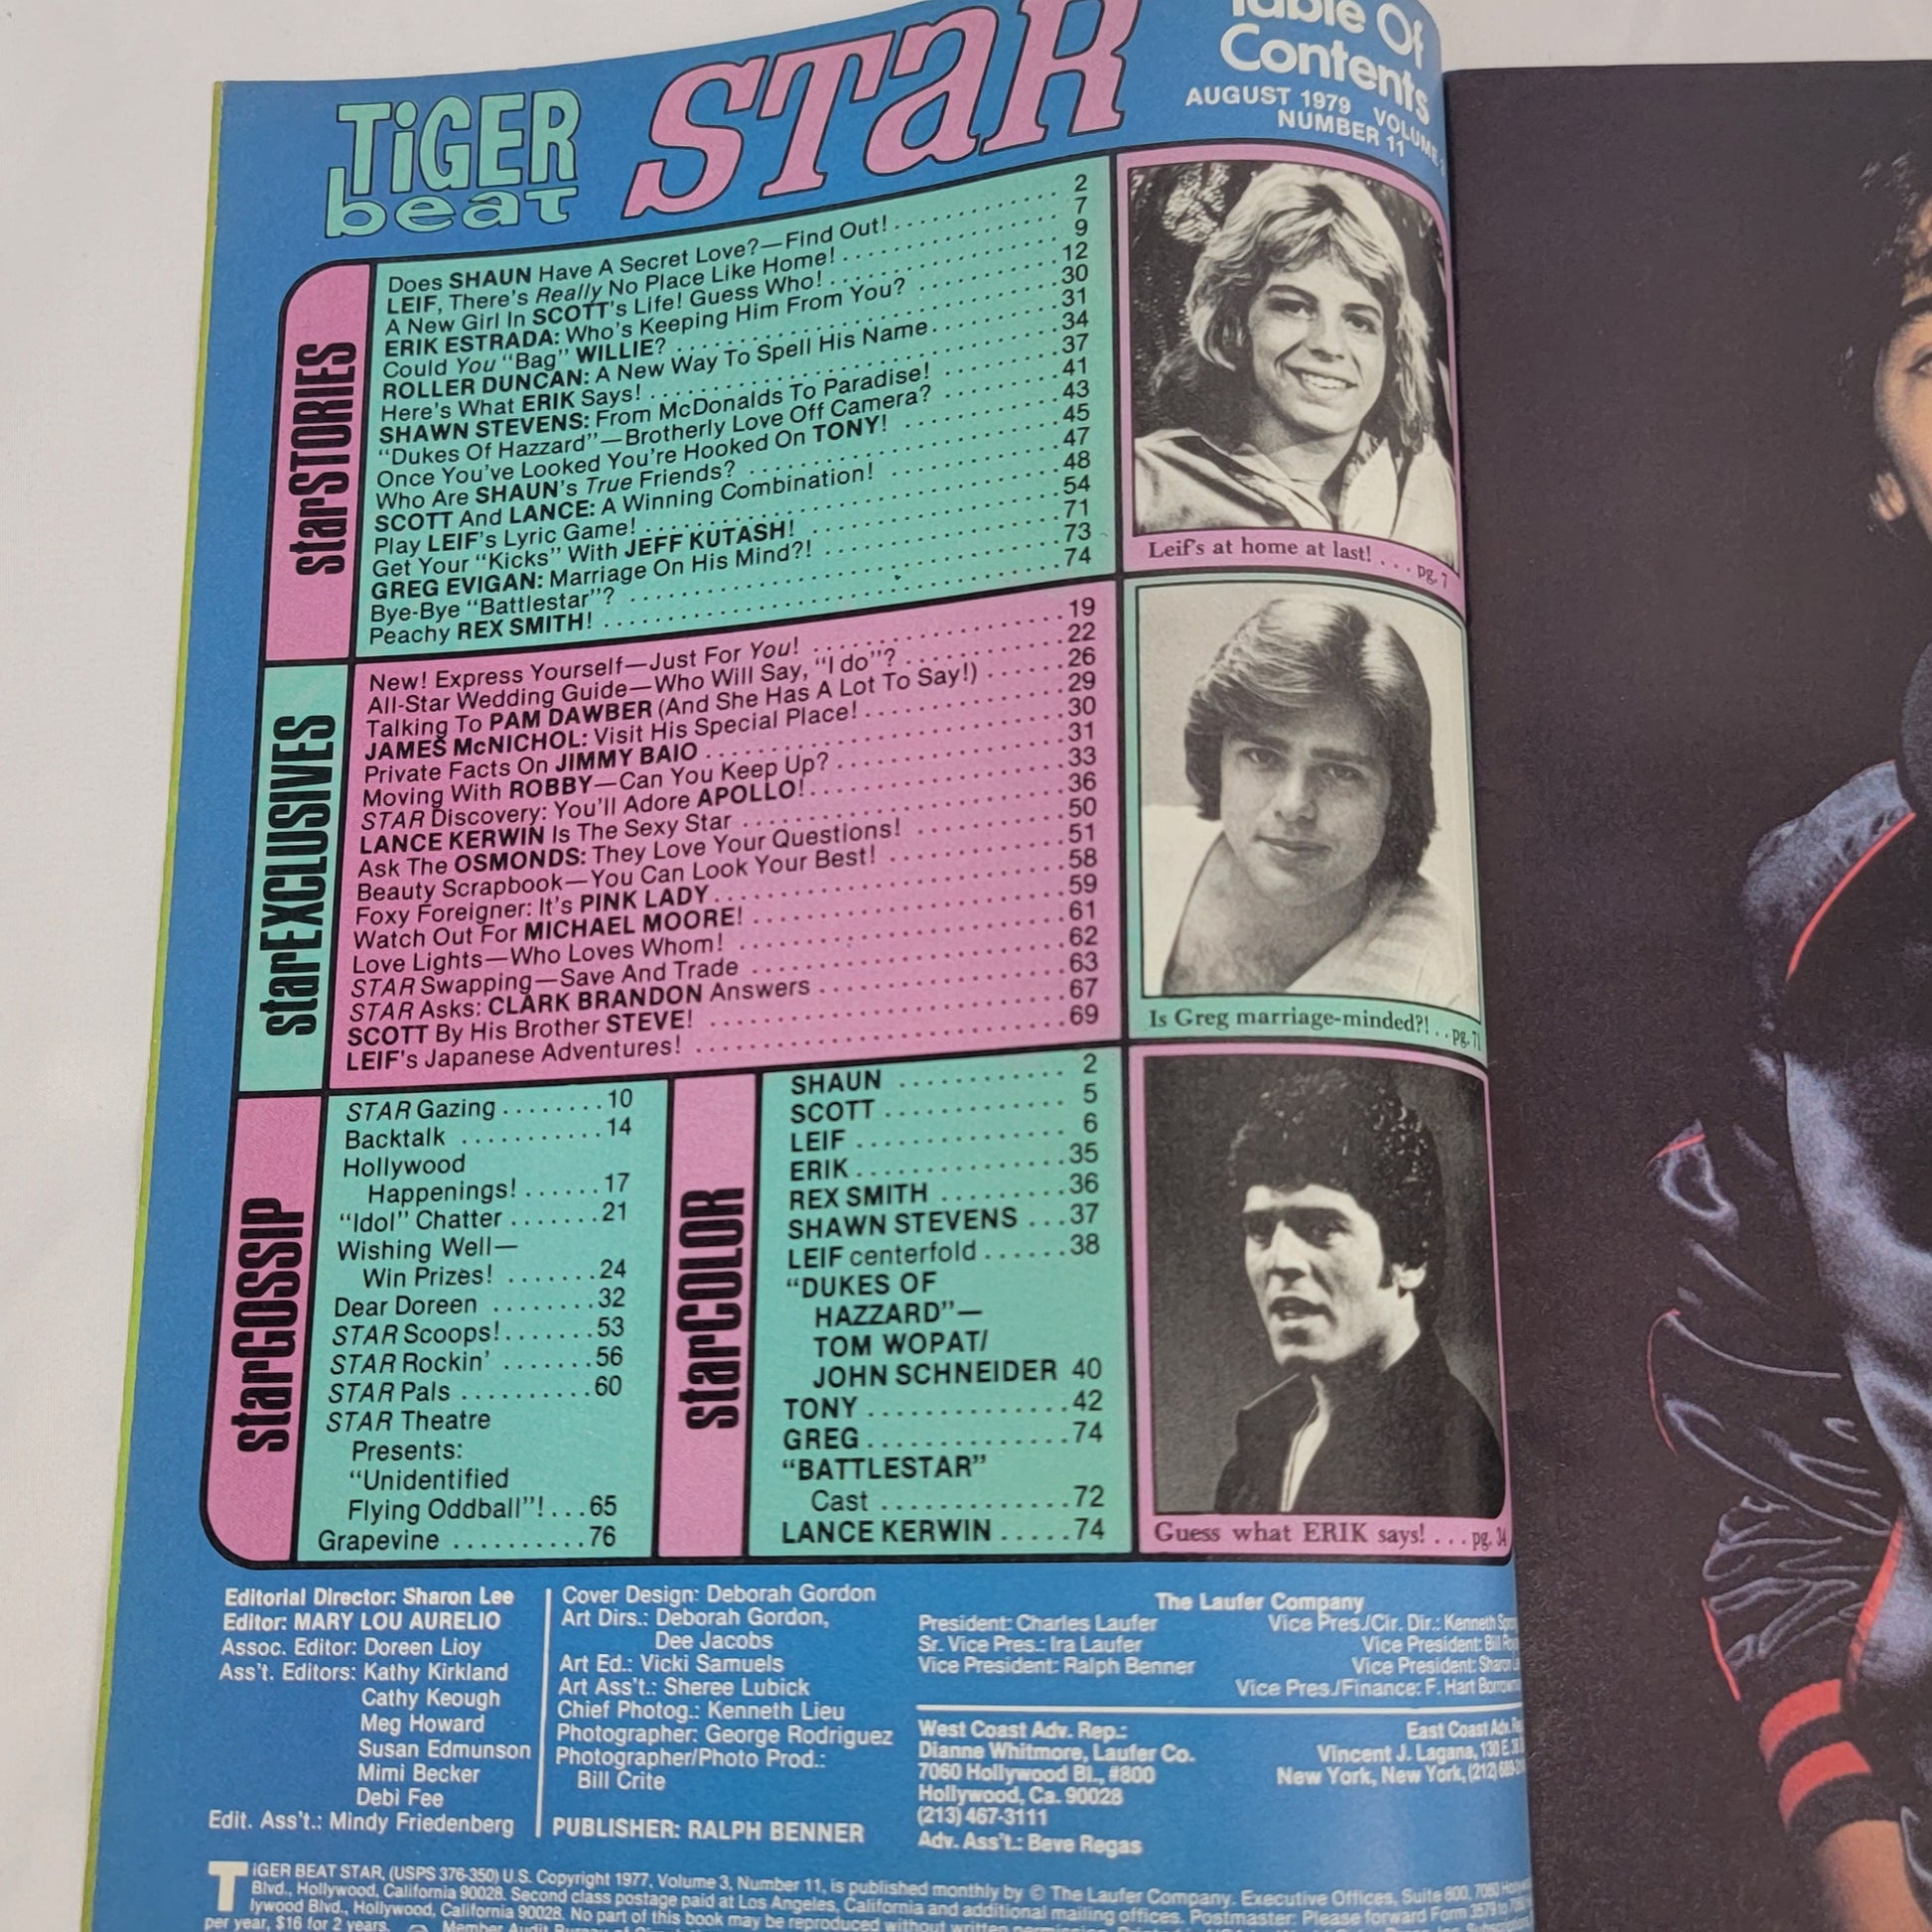 TiGER
beat
STaR
Table Of
Contents
AUGUST 1979 VOLUME
NUMBER 11
starSTORIES
Does SHAUN Have A Secret Love?—Find Out! 2
LEIF, There's Really No Place Like Home! 7
A New Girl In SCOTT's Life! Guess Who! 9
ERIK ESTRADA: Who's Keeping Him From You? 12
Could You "Bag" WILLIE? 30
ROLLER DUNCAN: A New Way To Spell His Name 31
Here's What ERIK Says! 34
SHAWN STEVENS: From McDonalds To Paradise! 37
"Dukes Of Hazzard"—Brotherly Love Off Camera? 41
Once You've Looked You're Hooked On TONY! 43
Who Are SHAUN's True Friends? 45
SCOTT And LANCE: A Winning Combination! 47
Play LEIF's Lyric Game! 48
Get Your "Kicks" With JEFF KUTASH! 54
GREG EVIGAN: Marriage On His Mind?! 71
Bye-Bye "Battlestar"? 73
Peachy REX SMITH! 74
Leif's at home at last! . . . pg. 7
starEXCLUSIVES
New! Express Yourself—Just For You! 19
All-Star Wedding Guide—Who Will Say, "I do"? 22
Talking To PAM DAWBER (And She Has A Lot To Say!) 26
JAMES McNICHOL: Visit His Special Place! 29
Private Facts On JIMMY BAIO 30
Moving With ROBBY—Can You Keep Up? 31
STAR Discovery: You'll Adore APOLLO! 33
LANCE KERWIN Is The Sexy Star 36
Ask The OSMONDS: They Love Your Questions! 50
Beauty Scrapbook—You Can Look Your Best! 51
Foxy Foreigner: It's PINK LADY 58
Watch Out For MICHAEL MOORE! 59
Love Lights—Who Loves Whom! 61
STAR Swapping—Save And Trade 62
STAR Asks: CLARK BRANDON Answers 63
SCOTT By His Brother STEVE! 67
LEIF's Japanese Adventures! 69
Is Greg marriage-minded?! . . pg. 71
starGOSSIP
STAR Gazing ........ 10
Backtalk ........... 14
Hollywood
Happenings! ...... 17
"Idol" Chatter ....... 21
Wishing Well—
Win Prizes! ....... 24
Dear Doreen ........ 32
STAR Scoops! ....... 53
STAR Rockin' ....... 56
STAR Pals .......... 60
STAR Theatre
Presents:
"Unidentified
Flying Oddball"! ... 65
Grapevine .......... 76
starCOLOR
SHAUN ............ 2
SCOTT ............. 5
LEIF ............... 6
ERIK .............. 35
REX SMITH ......... 36
SHAWN STEVENS ... 37
LEIF centerfold ...... 38
"DUKES OF
HAZZARD"—
TOM WOPAT/
JOHN SCHNEIDER 40
TONY .............. 42
GREG .............. 74
"BATTLESTAR"
Cast ............. 72
LANCE KERWIN ..... 74
Guess what ERIK says! . . . pg. 34
Editorial Director: Sharon Lee
Editor: MARY LOU AURELIO
Assoc. Editor: Doreen Lioy
Ass't. Editors: Kathy Kirkland
Cathy Keough
Meg Howard
Susan Edmunson
Mimi Becker
Debi Fee
Edit. Ass't.: Mindy Friedenberg
Cover Design: Deborah Gordon
Art Dirs.: Deborah Gordon,
Dee Jacobs
Art Ed.: Vicki Samuels
Art Ass't.: Sheree Lubick
Chief Photog.: Kenneth Lieu
Photographer: George Rodriguez
Photographer/Photo Prod.:
Bill Crite
PUBLISHER: RALPH BENNER
The Laufer Company
President: Charles Laufer
Sr. Vice Pres.: Ira Laufer
Vice President: Ralph Benner
Vice Pres./Cir. Dir.: Kenneth
Vice President: Bill
Vice President: Sharon
Vice Pres./Finance: F. Hart
West Coast Adv. Rep.:
Dianne Whitmore, Laufer Co.
7060 Hollywood Bl., #800
Hollywood, Ca. 90028
(213) 467-3111
Adv. Ass't.: Beve Regas
East Coast Adv.
Vincent J. Lagana, 130 E.
New York, New York, (212)
TiGER BEAT STAR, (USPS 376-350) U.S. Copyright 1977, Volume 3, Number 11, is published monthly by © The Laufer Company. Executive Offices, Suite 800, 7060
Blvd., Hollywood, California 90028. Second class postage paid at Los Angeles, California and additional mailing offices. Postmaster: Please forward Form 3579 to
lywood Blvd., Hollywood, California 90028. No part of this book may be reproduced without written permission.
per year, $16 for 2 years. Member Audit Bureau of